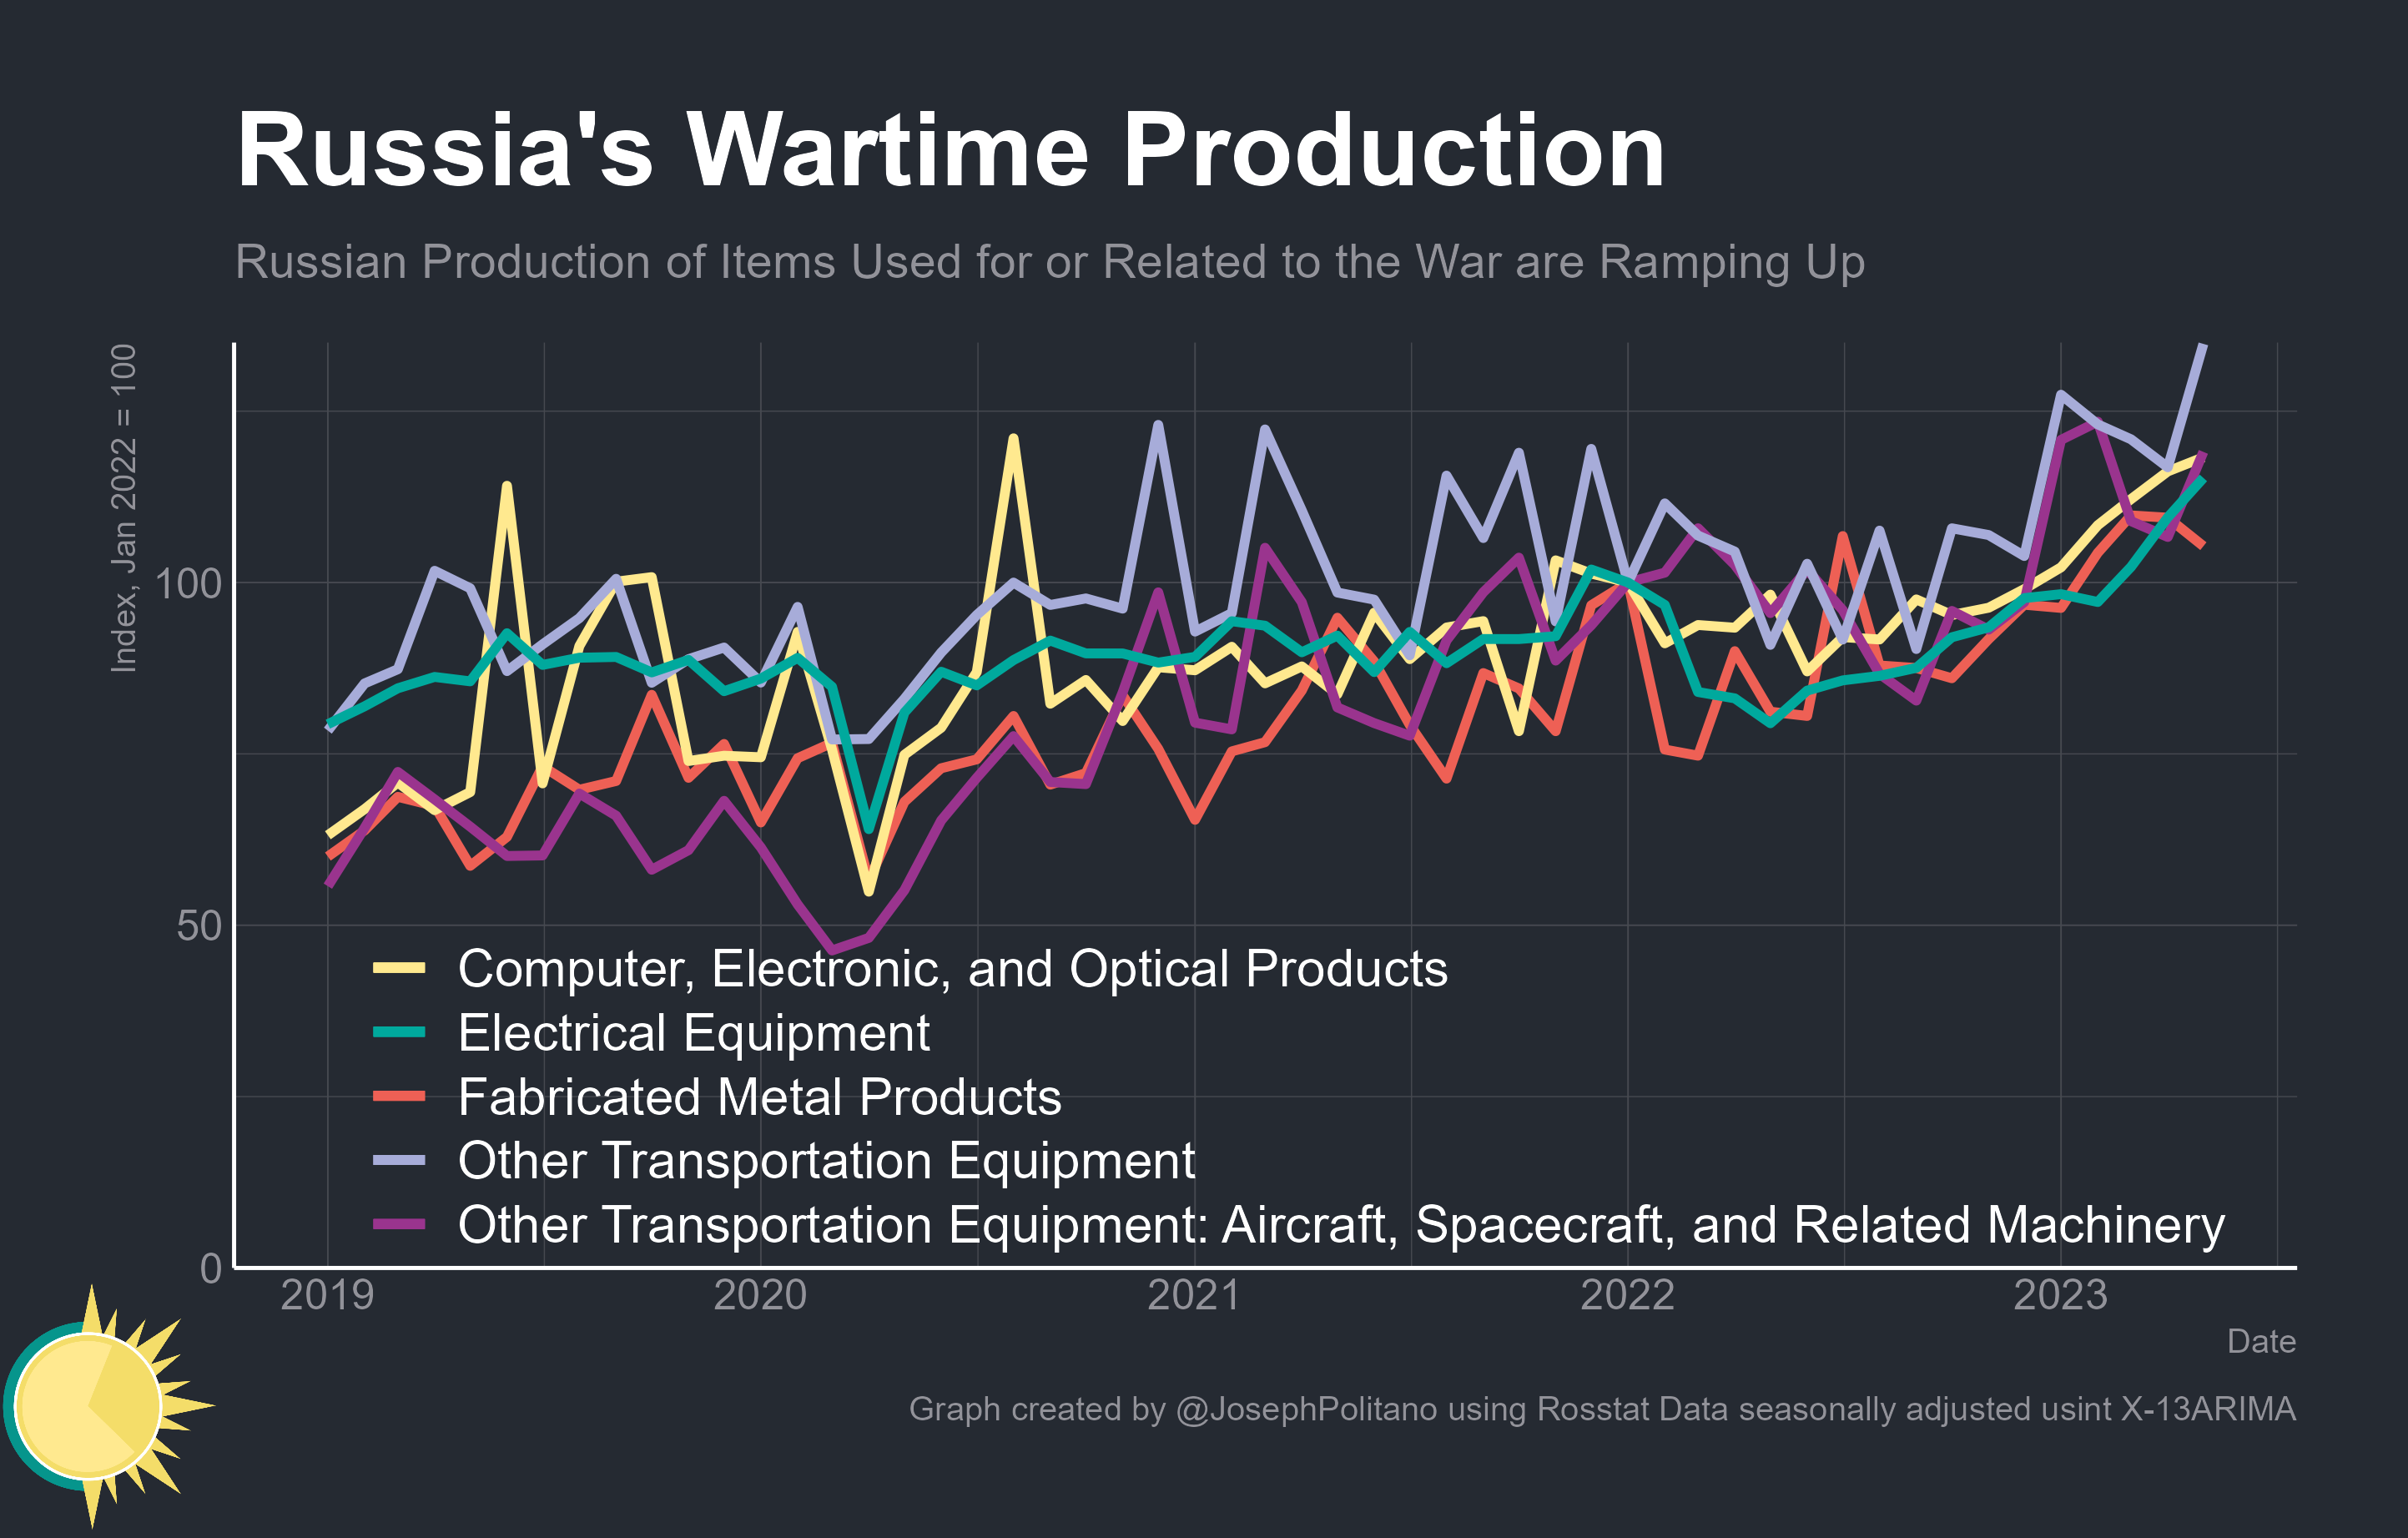 Russia's Wartime Production
Russian Production of Items Used for or Related to the War are Ramping Up
Index, Jan 2022 = 100
100
50
0
Computer, Electronic, and Optical Products
Electrical Equipment
Fabricated Metal Products
Other Transportation Equipment
Other Transportation Equipment: Aircraft, Spacecraft, and Related Machinery
2019 2020 2021 2022 2023
Date
Graph created by @JosephPolitano using Rosstat Data seasonally adjusted usint X-13ARIMA